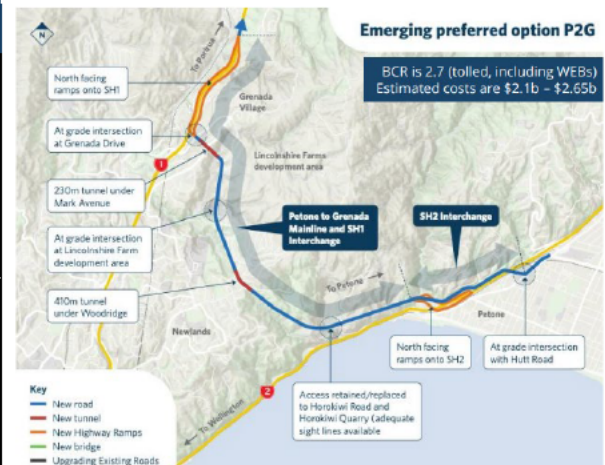 Emerging preferred option P2G
BCR is 2.7 (tolled, including WEBs)
Estimated costs are $2.1b – $2.65b
N
To Porirua
North facing
ramps onto SH1
Grenada
Village
At grade intersection
at Grenada Drive
Lincolnshire Farms
development area
1
230m tunnel under
Mark Avenue
Petone to Grenada
Mainline and SH1
Interchange
SH2 Interchange
At grade intersection
at Lincolnshire Farm
development area
To Petone
410m tunnel
under Woodridge
Newlands
Petone
North facing
ramps onto SH2
At grade intersection
with Hutt Road
Key
New road
New tunnel
New Highway Ramps
New bridge
Upgrading Existing Roads
2
To Wellington
Access retained/replaced
to Horokiwi Road and
Horokiwi Quarry (adequate
sight lines available